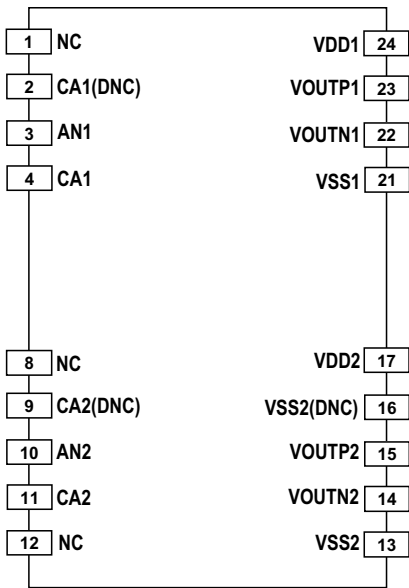 1 NC VDD1 24
2 CA1(DNC) VOUTP1 23
3 AN1 VOUTN1 22
4 CA1 VSS1 21
8 NC VDD2 17
9 CA2(DNC) VSS2(DNC) 16
10 AN2 VOUTP2 15
11 CA2 VOUTN2 14
12 NC VSS2 13